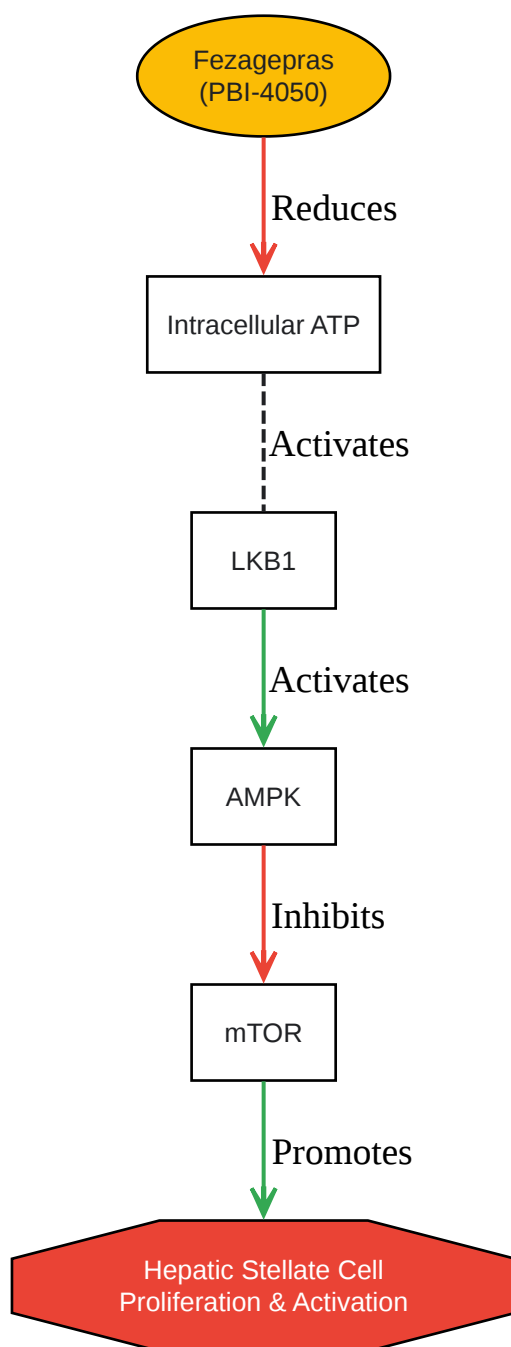 Fezagepras
(PBI-4050)
Reduces
Intracellular ATP
Activates
LKB1
Activates
AMPK
Inhibits
mTOR
Promotes
Hepatic Stellate Cell
Proliferation & Activation